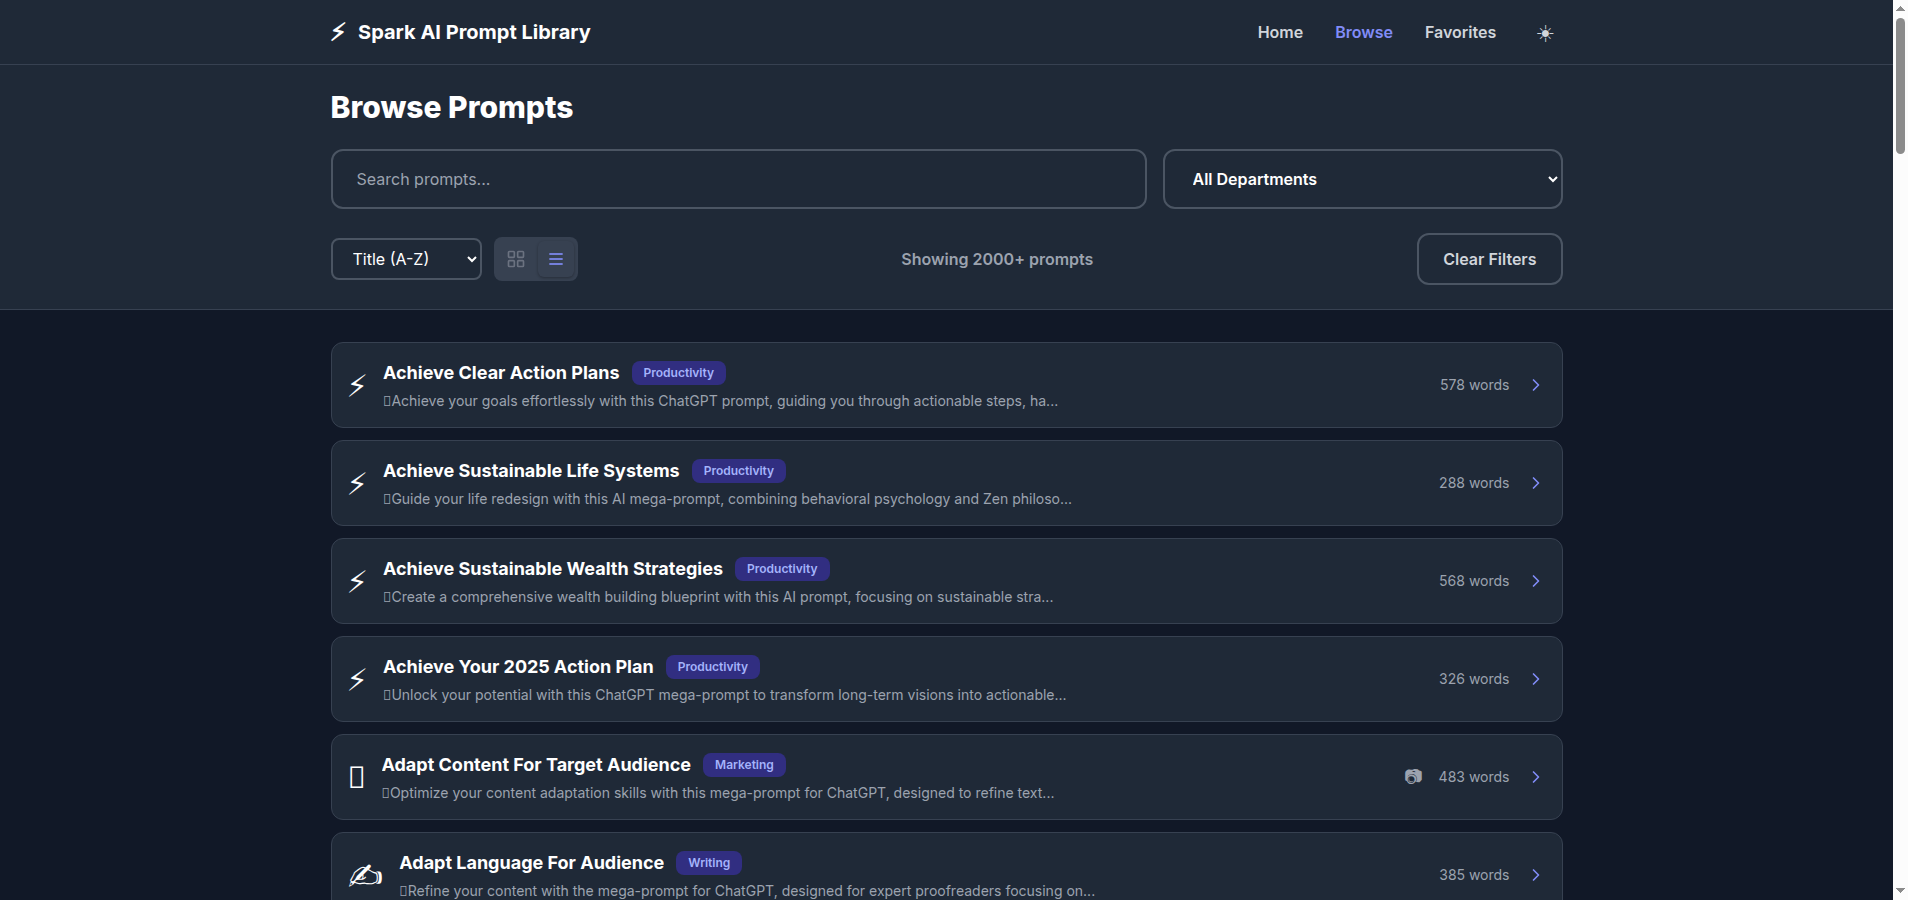 ⚡ Spark AI Prompt Library
Home Browse Favorites
Browse Prompts
Search prompts...
All Departments
Title (A-Z)
Showing 2000+ prompts
Clear Filters
Achieve Clear Action Plans Productivity
Achieve your goals effortlessly with this ChatGPT prompt, guiding you through actionable steps, ha...
578 words
Achieve Sustainable Life Systems Productivity
Guide your life redesign with this AI mega-prompt, combining behavioral psychology and Zen philoso...
288 words
Achieve Sustainable Wealth Strategies Productivity
Create a comprehensive wealth building blueprint with this AI prompt, focusing on sustainable stra...
568 words
Achieve Your 2025 Action Plan Productivity
Unlock your potential with this ChatGPT mega-prompt to transform long-term visions into actionable...
326 words
Adapt Content For Target Audience Marketing
Optimize your content adaptation skills with this mega-prompt for ChatGPT, designed to refine text...
483 words
Adapt Language For Audience Writing
Refine your content with the mega-prompt for ChatGPT, designed for expert proofreaders focusing on...
385 words